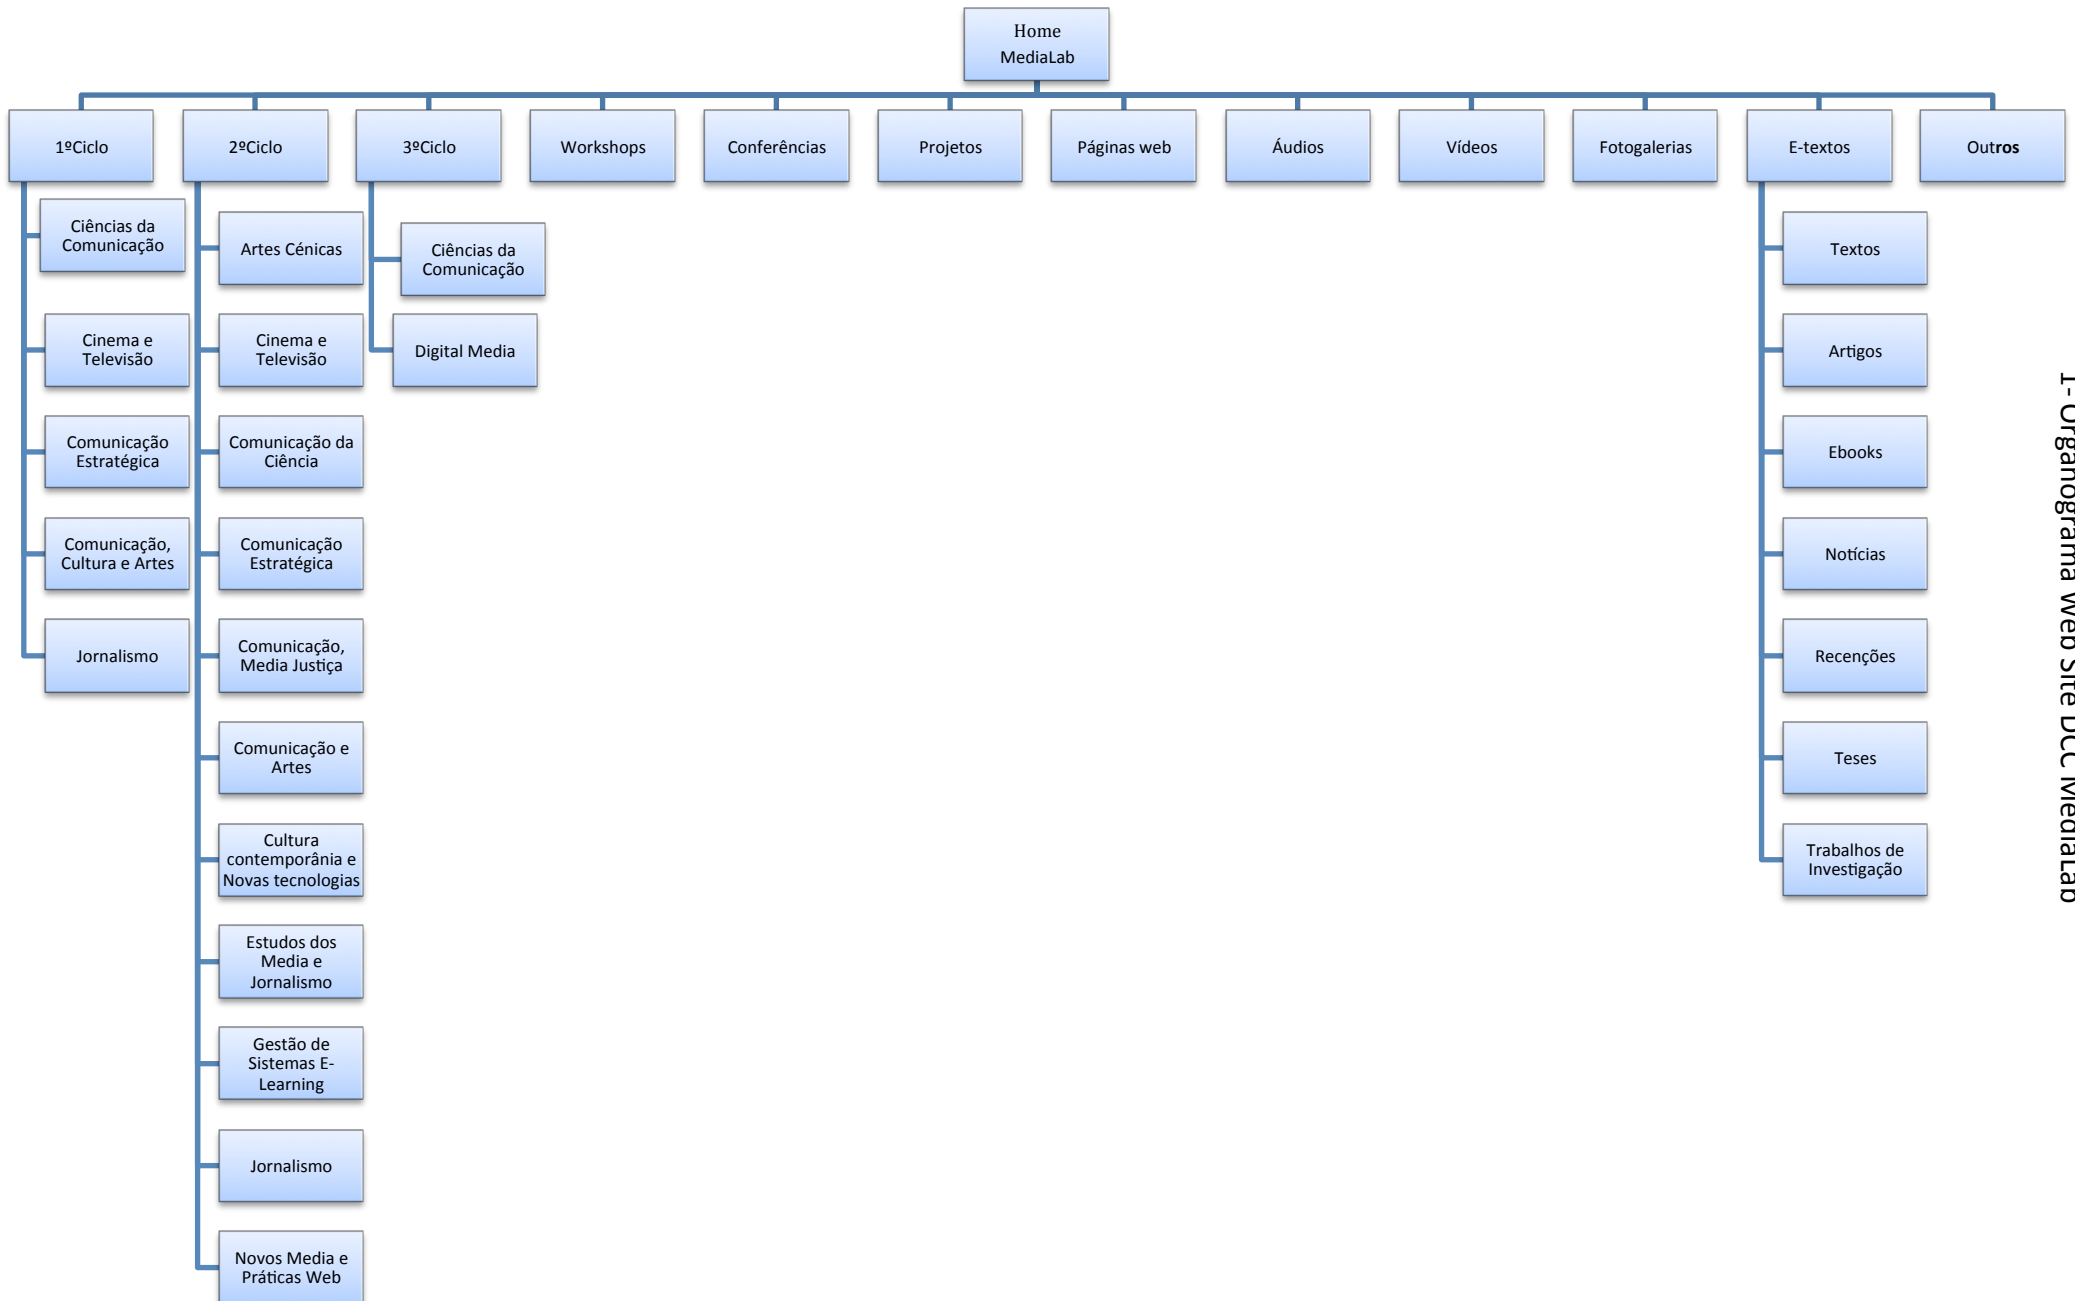 Home
MediaLab
1ºCiclo
2ºCiclo
3ºCiclo
Workshops
Conferências
Projetos
Páginas web
Áudios
Vídeos
Fotogalerias
E-textos
Outros
Ciências da
Comunicação
Cinema e
Televisão
Comunicação
Estratégica
Comunicação,
Cultura e Artes
Jornalismo
Artes Cénicas
Cinema e
Televisão
Comunicação da
Ciência
Comunicação
Estratégica
Comunicação,
Media Justiça
Comunicação e
Artes
Cultura
contemporânia e
Novas tecnologias
Estudos dos
Media e
Jornalismo
Gestão de
Sistemas E-
Learning
Jornalismo
Novos Media e
Práticas Web
Ciências da
Comunicação
Digital Media
Textos
Artigos
Ebooks
Notícias
Recenções
Teses
Trabalhos de
Investigação
1- Organograma Web Site DCC MediaLab